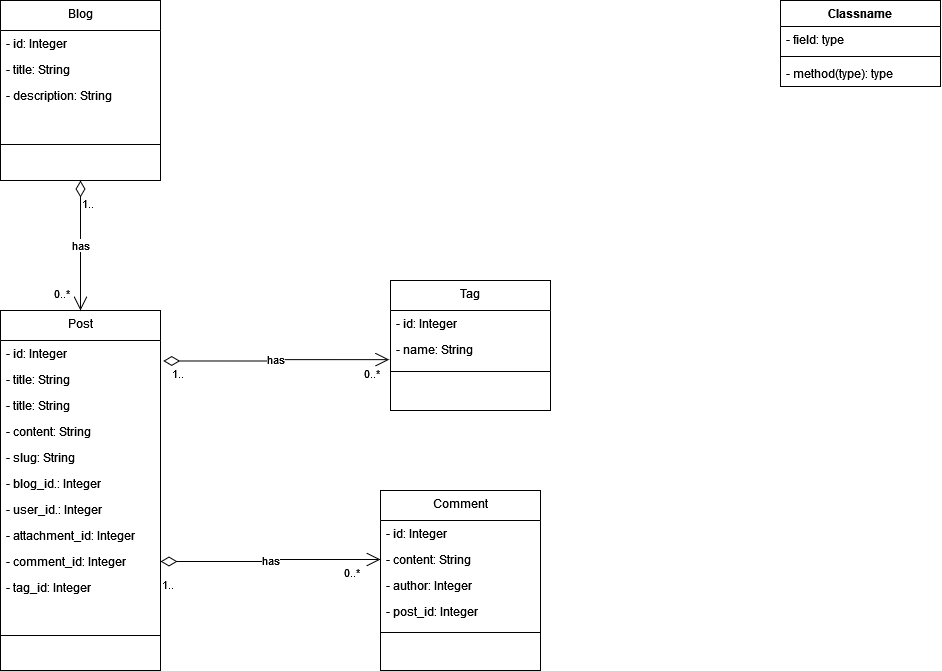 Blog
- id: Integer
- title: String
- description: String
Classname
- field: type
- method(type): type
1..
has
0..*
Post
- id: Integer
- title: String
- title: String
- content: String
- slug: String
- blog_id.: Integer
- user_id.: Integer
- attachment_id: Integer
- comment_id: Integer
- tag_id: Integer
has
1..
0..*
Tag
- id: Integer
- name: String
has
1..
0..*
Comment
- id: Integer
- content: String
- author: Integer
- post_id: Integer